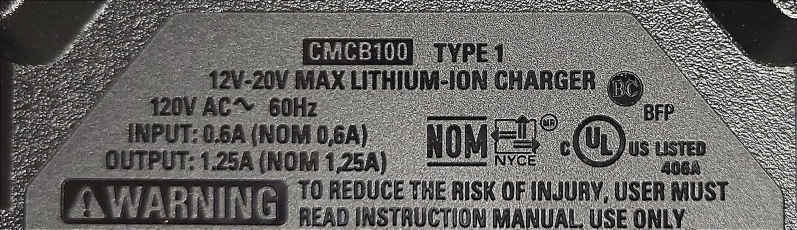 CMCB100 TYPE 1
12V-20V MAX LITHIUM-ION CHARGER BC
120V AC~ 60Hz BFP
INPUT: 0.6A (NOM 0,6A) NOM MR
OUTPUT: 1.25A (NOM 1,25A) NYCE C UL US LISTED
406A
WARNING TO REDUCE THE RISK OF INJURY, USER MUST
READ INSTRUCTION MANUAL. USE ONLY